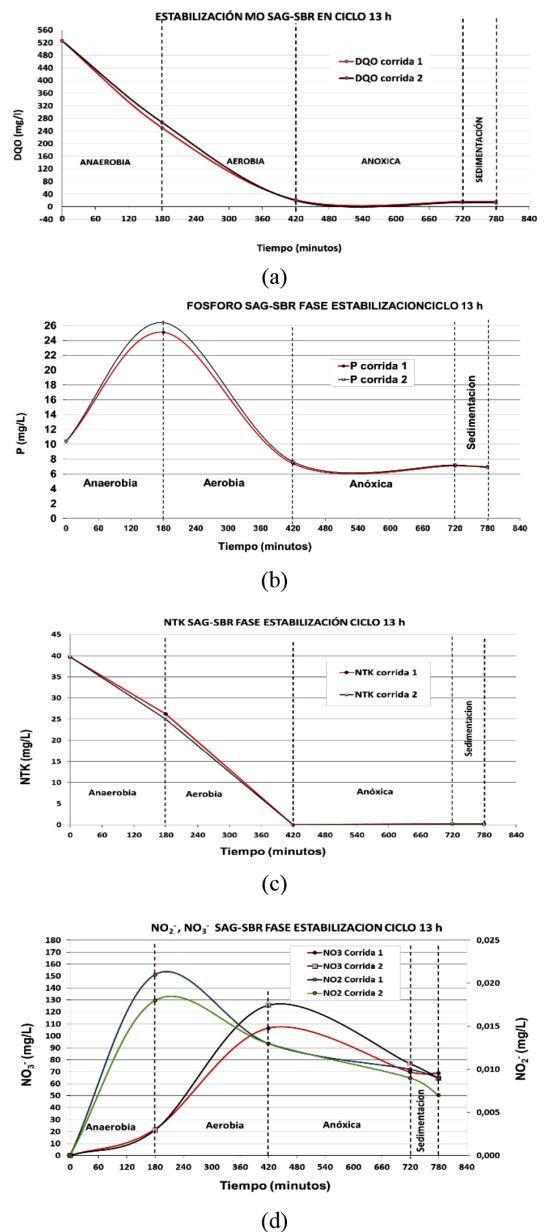 ESTABILIZACIÓN MO SAG-SBR EN CICLO 13 h
560
520
480
440
400
360
320
280
240
200
160
120
80
40
0
-40
DQO (mg/l)
DQO corrida 1
DQO corrida 2
ANAEROBIA
AEROBIA
ANOXICA
SEDIMENTACIÓN
0 60 120 180 240 300 360 420 480 540 600 660 720 780 840
Tiempo (minutos)
(a)
FOSFORO SAG-SBR FASE ESTABILIZACIONCICLO 13 h
26
24
22
20
18
16
14
12
10
8
6
4
2
0
P (mg/L)
P corrida 1
P corrida 2
Anaerobia
Aerobia
Anóxica
Sedimentacion
0 60 120 180 240 300 360 420 480 540 600 660 720 780 840
Tiempo (minutos)
(b)
NTK SAG-SBR FASE ESTABILIZACIÓN CICLO 13 h
45
40
35
30
25
20
15
10
5
0
NTK (mg/L)
NTK corrida 1
NTK corrida 2
Anaerobia
Aerobia
Anóxica
Sedimentacion
0 60 120 180 240 300 360 420 480 540 600 660 720 780 840
Tiempo (minutos)
(c)
NO₂⁻, NO₃⁻ SAG-SBR FASE ESTABILIZACION CICLO 13 h
180
170
160
150
140
130
120
110
100
90
80
70
60
50
40
30
20
10
0
NO₃⁻ (mg/L)
NO3 Corrida 1
NO3 Corrida 2
NO2 Corrida 1
NO2 Corrida 2
Anaerobia
Aerobia
Anóxica
Sedimentacion
0,025
0,020
0,015
0,010
0,005
0,000
NO₂⁻ (mg/L)
0 60 120 180 240 300 360 420 480 540 600 660 720 780 840
Tiempo (minutos)
(d)